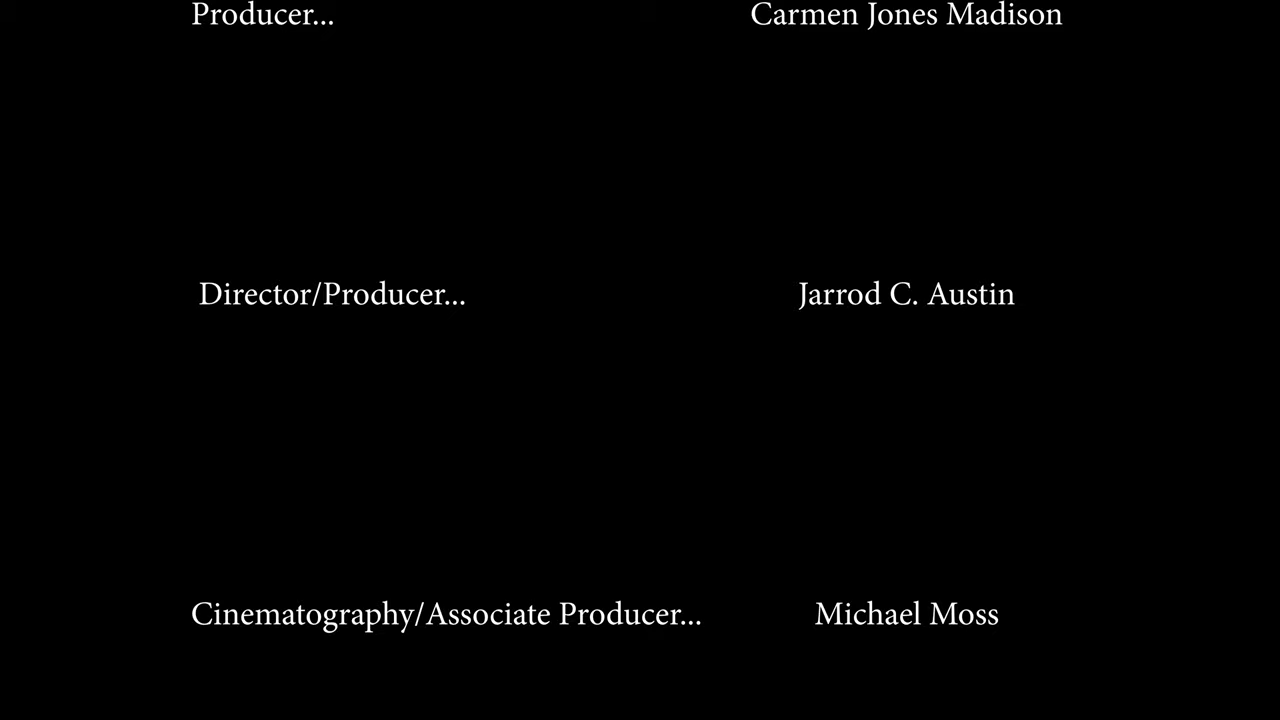 Producer... Carmen Jones Madison
Director/Producer... Jarrod C. Austin
Cinematography/Associate Producer... Michael Moss